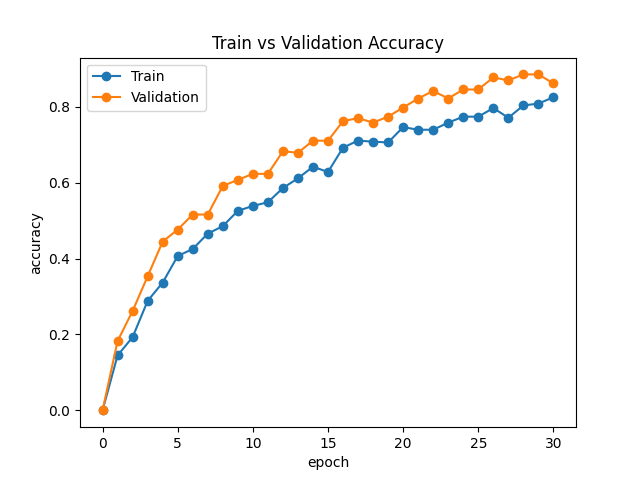 Train vs Validation Accuracy
Train
Validation
accuracy
0.8
0.6
0.4
0.2
0.0
0 5 10 15 20 25 30
epoch